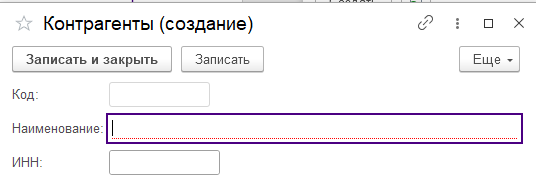 Контрагенты (создание)
Записать и закрыть Записать Еще
Код:
Наименование:
ИНН: